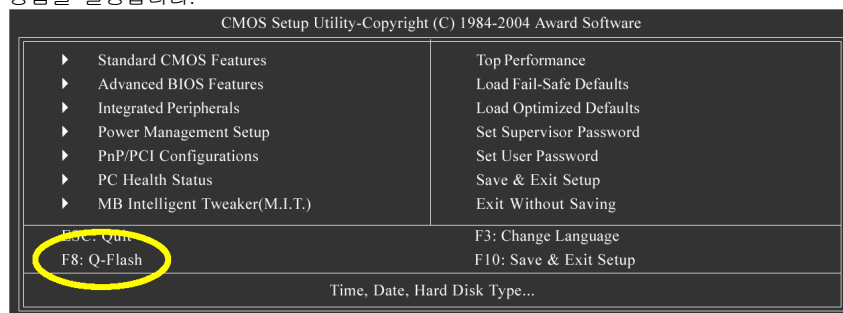 CMOS Setup Utility-Copyright (C) 1984-2004 Award Software
Standard CMOS Features
Advanced BIOS Features
Integrated Peripherals
Power Management Setup
PnP/PCI Configurations
PC Health Status
MB Intelligent Tweaker(M.I.T.)
Top Performance
Load Fail-Safe Defaults
Load Optimized Defaults
Set Supervisor Password
Set User Password
Save & Exit Setup
Exit Without Saving
ESC: Quit
F3: Change Language
F8: Q-Flash
F10: Save & Exit Setup
Time, Date, Hard Disk Type...